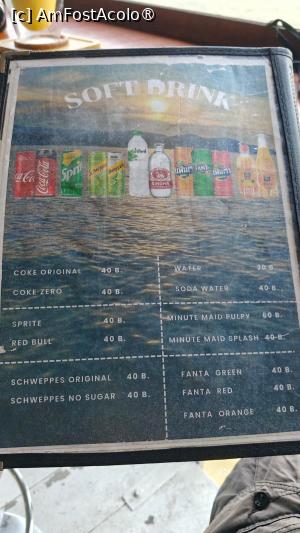 [c] AmFostAcolo®
SOFT DRINK
COKE ORIGINAL 40 B.
COKE ZERO 40 B.
SPRITE 40 B.
RED BULL 40 B.
SCHWEPPES ORIGINAL 40 B.
SCHWEPPES NO SUGAR 40 B.
WATER 30 B.
SODA WATER 40 B.
MINUTE MAID PULPY 60 B.
MINUTE MAID SPLASH 40 B.
FANTA GREEN 40 B.
FANTA RED 40 B.
FANTA ORANGE 40 B.